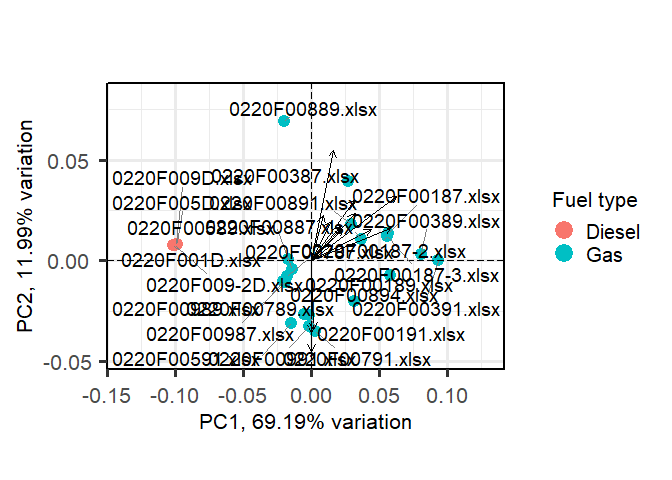 0220F00889.xlsx
0220F009D.xlsx
0220F00387.xlsx
0220F005D.xlsx
0220F00891.xlsx
0220F00187.xlsx
0220F00887.xlsx
0220F00389.xlsx
0220F001D.xlsx
0220F00187-2.xlsx
0220F00187-3.xlsx
0220F009-2D.xlsx
0220F00189.xlsx
0220F00894.xlsx
0220F00789.xlsx
0220F00391.xlsx
0220F00987.xlsx
0220F00191.xlsx
0220F00591.xlsx
0220F00791.xlsx
0.05
0.00
-0.05
-0.15
-0.10
-0.05
0.00
0.05
0.10
PC1, 69.19% variation
PC2, 11.99% variation
Fuel type
Diesel
Gas